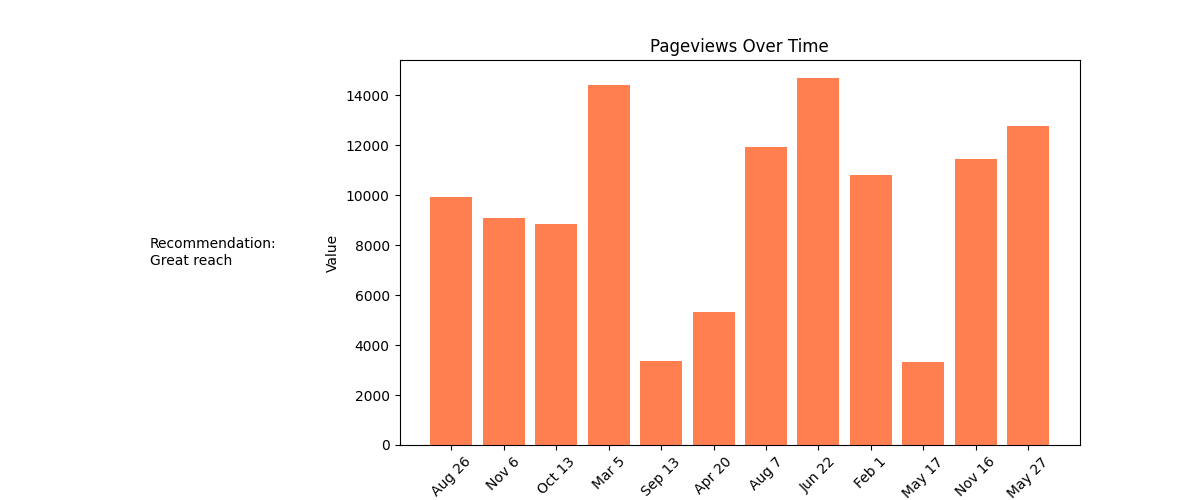 Pageviews Over Time
14000
12000
10000
8000
6000
4000
2000
0
Value
Recommendation:
Great reach
Aug 26
Nov 6
Oct 13
Mar 5
Sep 13
Apr 20
Aug 7
Jun 22
Feb 1
May 17
Nov 16
May 27